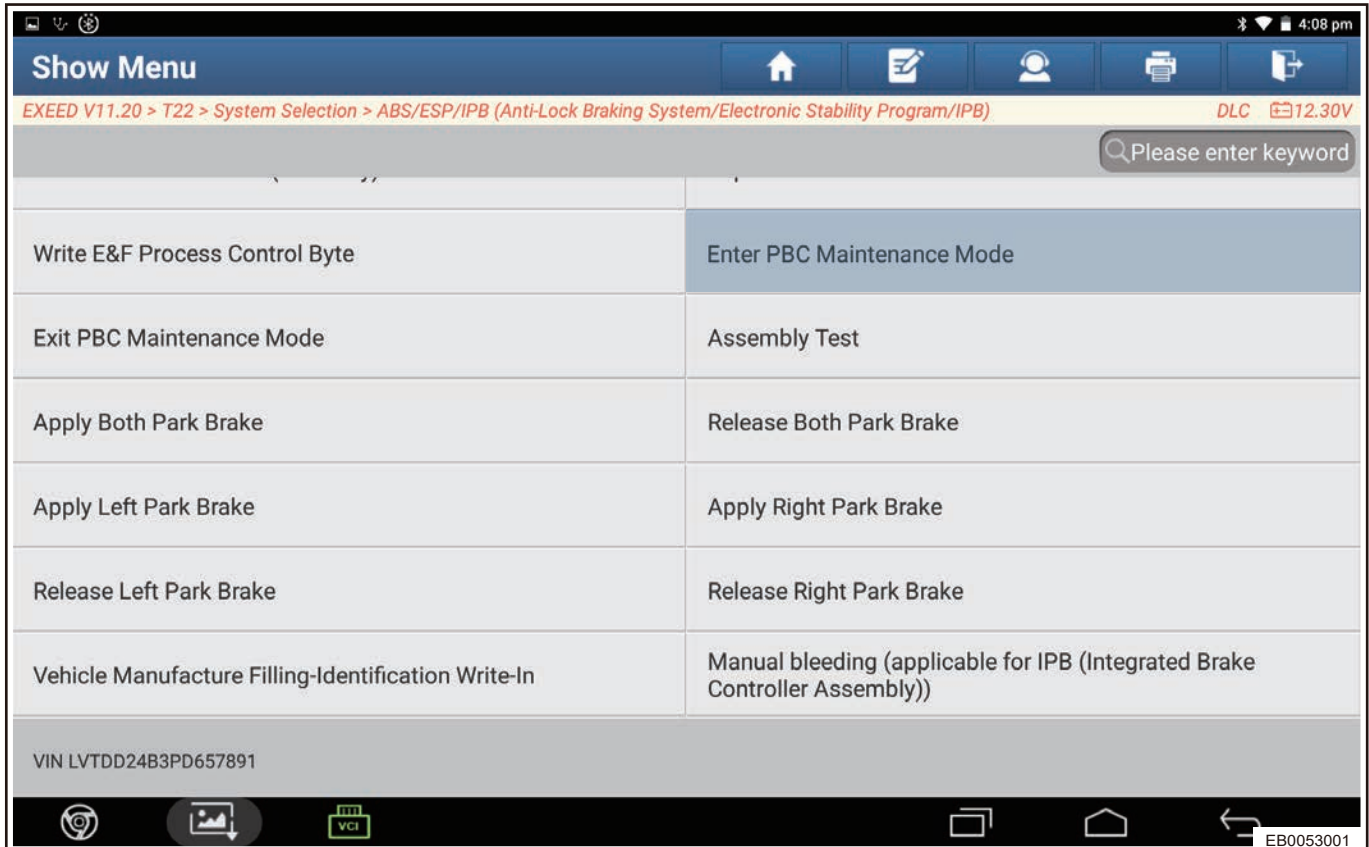 4:08 pm
Show Menu
EXEED V11.20 > T22 > System Selection > ABS/ESP/IPB (Anti-Lock Braking System/Electronic Stability Program/IPB)
DLC 12.30V
Please enter keyword
Write E&F Process Control Byte
Enter PBC Maintenance Mode
Exit PBC Maintenance Mode
Assembly Test
Apply Both Park Brake
Release Both Park Brake
Apply Left Park Brake
Apply Right Park Brake
Release Left Park Brake
Release Right Park Brake
Vehicle Manufacture Filling-Identification Write-In
Manual bleeding (applicable for IPB (Integrated Brake
Controller Assembly))
VIN LVTDD24B3PD657891
VCI
EB0053001